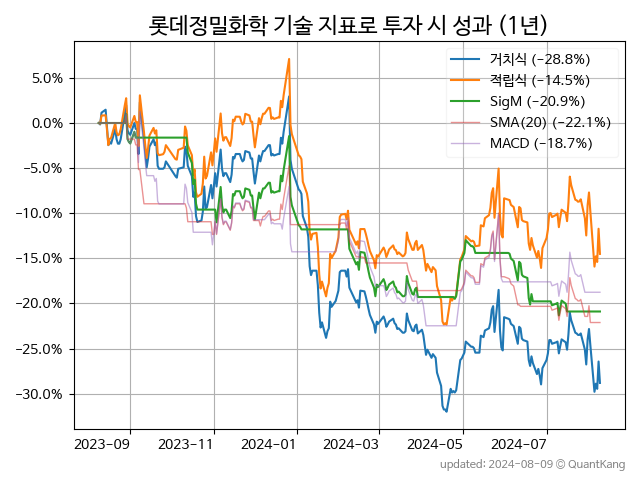 롯데정밀화학 기술 지표로 투자 시 성과 (1년)
거치식 (−28.8%)
적립식 (−14.5%)
SigM (−20.9%)
SMA(20) (−22.1%)
MACD (−18.7%)
5.0%
0.0%
−5.0%
−10.0%
−15.0%
−20.0%
−25.0%
−30.0%
2023-09 2023-11 2024-01 2024-03 2024-05 2024-07
updated: 2024-08-09 © QuantKang